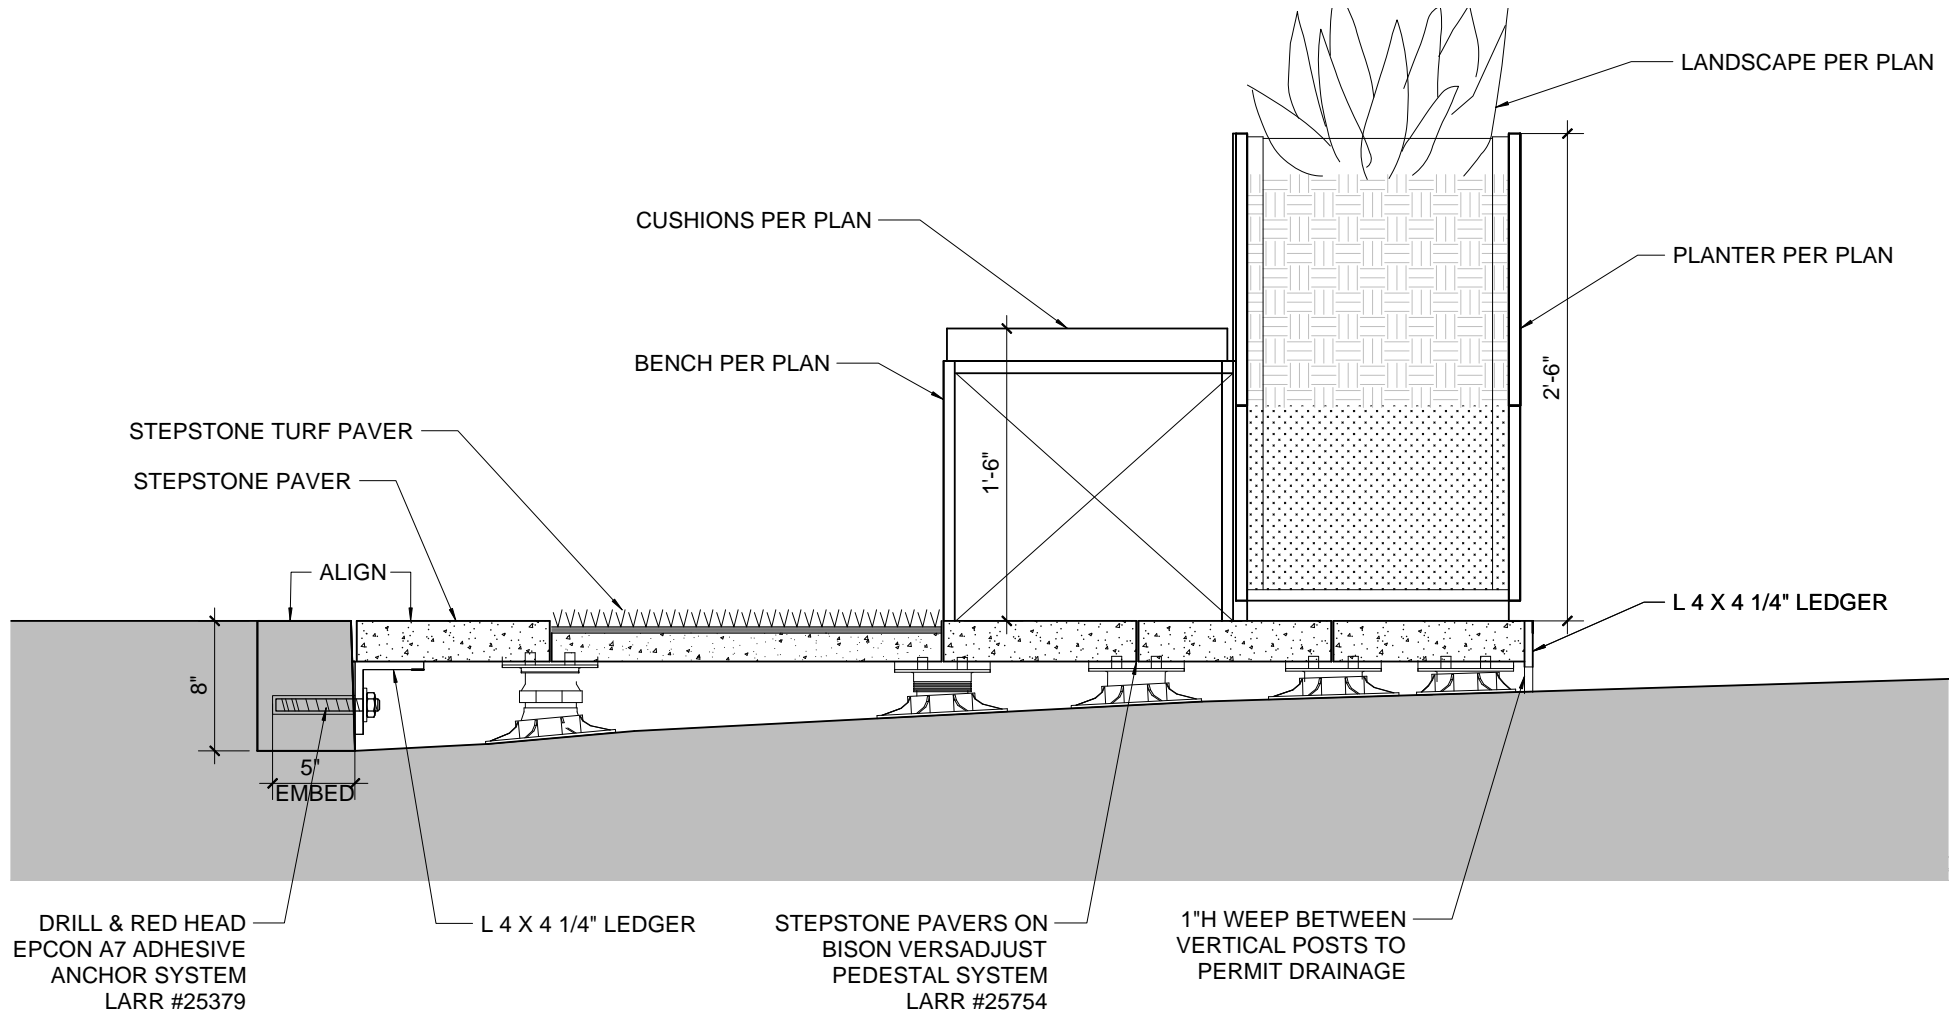 LANDSCAPE PER PLAN
CUSHIONS PER PLAN
PLANTER PER PLAN
BENCH PER PLAN
2'-6"
STEPSTONE TURF PAVER
1'-6"
STEPSTONE PAVER
ALIGN
L 4 X 4 1/4" LEDGER
8"
5"
EMBED
DRILL & RED HEAD
EPCON A7 ADHESIVE
ANCHOR SYSTEM
LARR #25379
L 4 X 4 1/4" LEDGER
STEPSTONE PAVERS ON
BISON VERSADJUST
PEDESTAL SYSTEM
LARR #25754
1"H WEEP BETWEEN
VERTICAL POSTS TO
PERMIT DRAINAGE